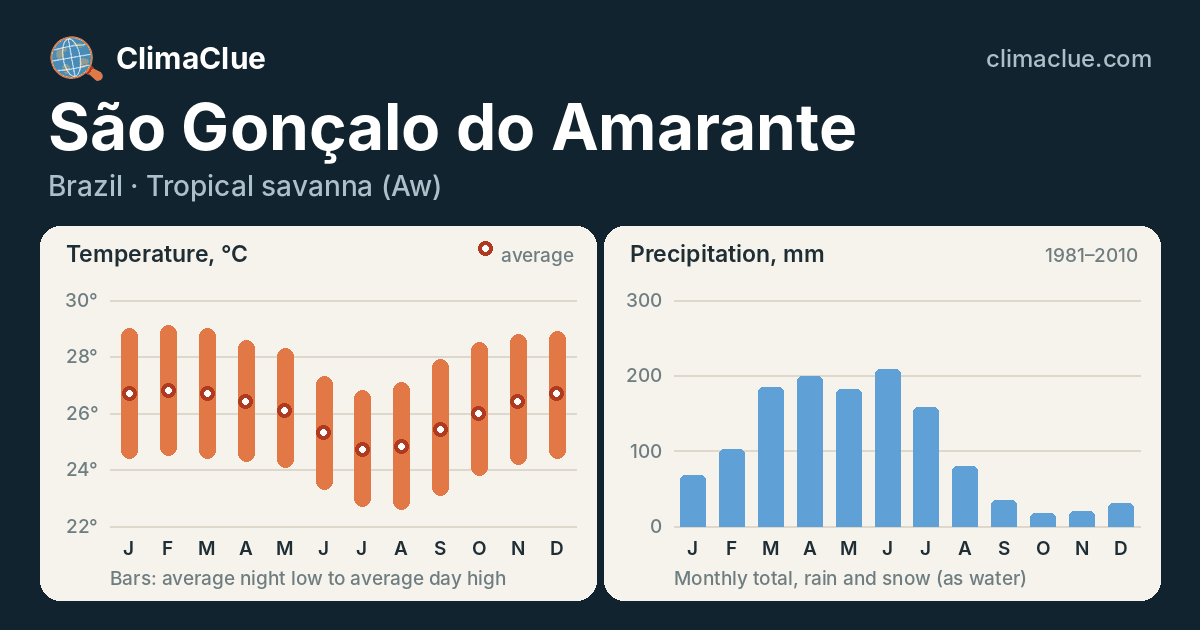 ClimaClue
climaclue.com
São Gonçalo do Amarante
Brazil · Tropical savanna (Aw)
Temperature, °C
average
30°
28°
26°
24°
22°
J F M A M J J A S O N D
Bars: average night low to average day high
Precipitation, mm
1981–2010
300
200
100
0
J F M A M J J A S O N D
Monthly total, rain and snow (as water)